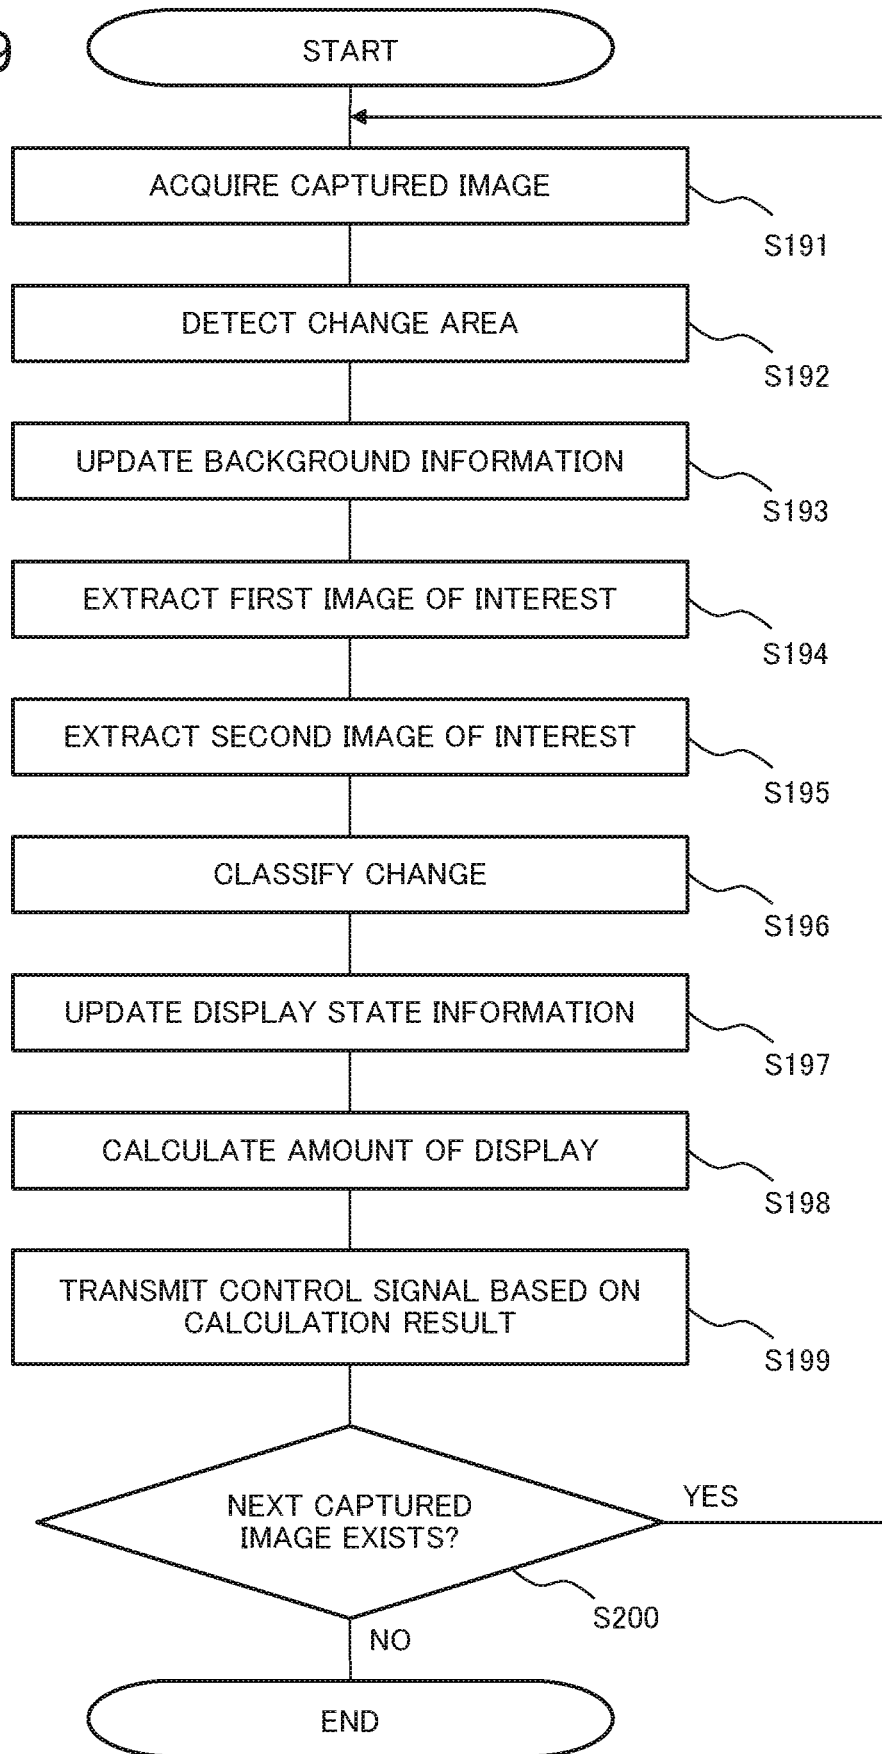 9
START
ACQUIRE CAPTURED IMAGE
S191
DETECT CHANGE AREA
S192
UPDATE BACKGROUND INFORMATION
S193
EXTRACT FIRST IMAGE OF INTEREST
S194
EXTRACT SECOND IMAGE OF INTEREST
S195
CLASSIFY CHANGE
S196
UPDATE DISPLAY STATE INFORMATION
S197
CALCULATE AMOUNT OF DISPLAY
S198
TRANSMIT CONTROL SIGNAL BASED ON
CALCULATION RESULT
S199
NEXT CAPTURED
IMAGE EXISTS?
YES
S200
NO
END